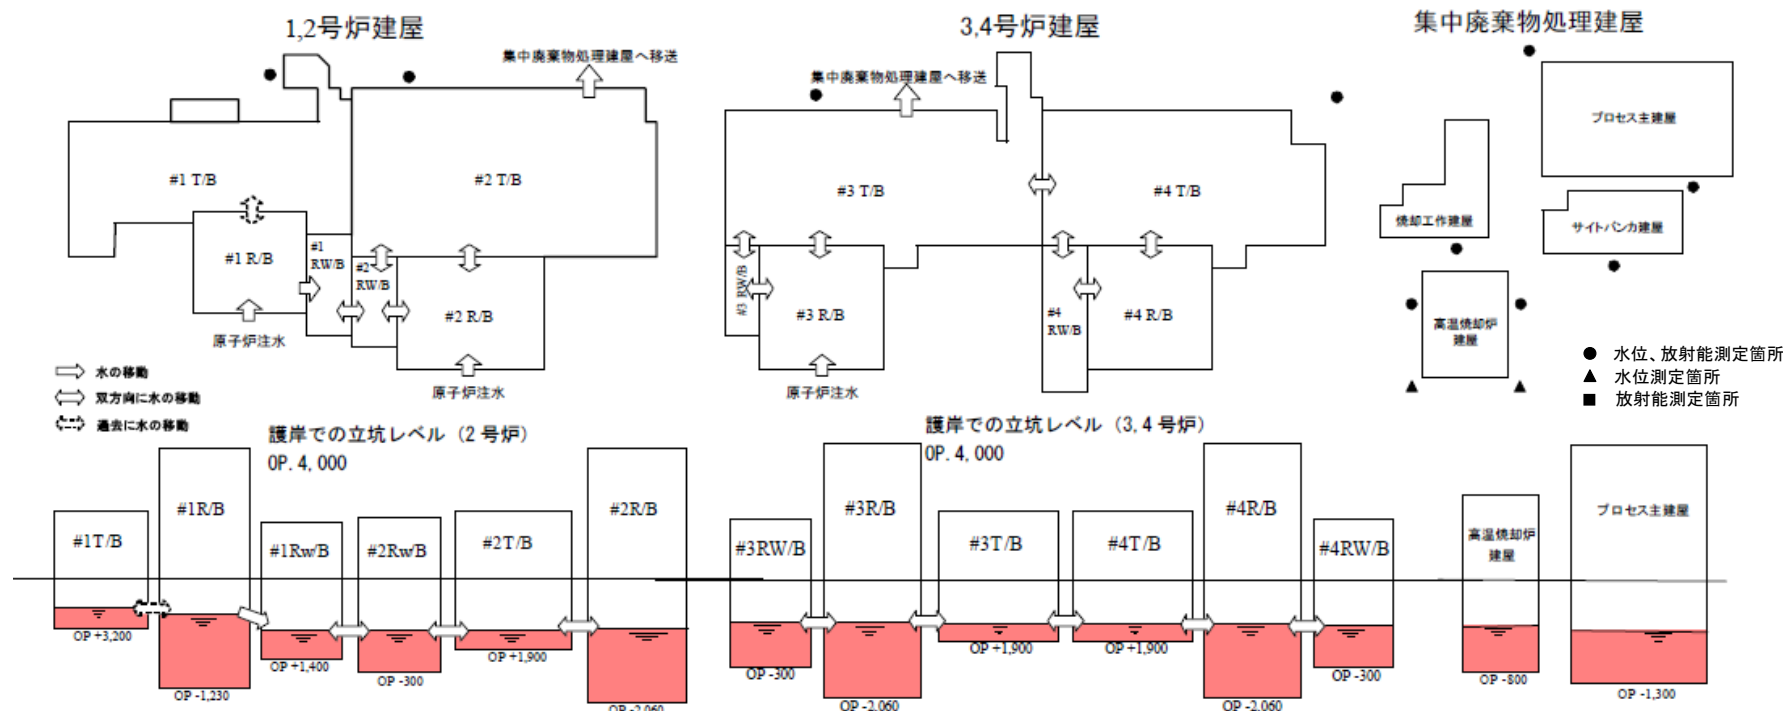 1,2号炉建屋
3,4号炉建屋
集中廃棄物処理建屋
集中廃棄物処理建屋へ移送
集中廃棄物処理建屋へ移送
#1 T/B
#2 T/B
#1 R/B
#1
RW/B
#2
RW/B
#2 R/B
原子炉注水
原子炉注水
#3 T/B
#4 T/B
#3 RW/B
#3 R/B
#4
RW/B
#4 R/B
原子炉注水
プロセス主建屋
焼却工作建屋
サイトバンカ建屋
高温焼却炉
建屋
水の移動
双方向に水の移動
過去に水の移動
● 水位、放射能測定箇所
▲ 水位測定箇所
■ 放射能測定箇所
護岸での立坑レベル（2 号炉）
OP. 4, 000
護岸での立坑レベル（3, 4 号炉）
OP. 4, 000
#1T/B
#1R/B
#1Rw/B
#2Rw/B
#2T/B
#2R/B
#3RW/B
#3R/B
#3T/B
#4T/B
#4R/B
#4RW/B
高温焼却炉
建屋
プロセス主建屋
OP +3,200
OP -1,230
OP +1,400
OP -300
OP +1,900
OP -2,060
OP -300
OP -2,060
OP +1,900
OP +1,900
OP -2,060
OP -300
OP -800
OP -1,300